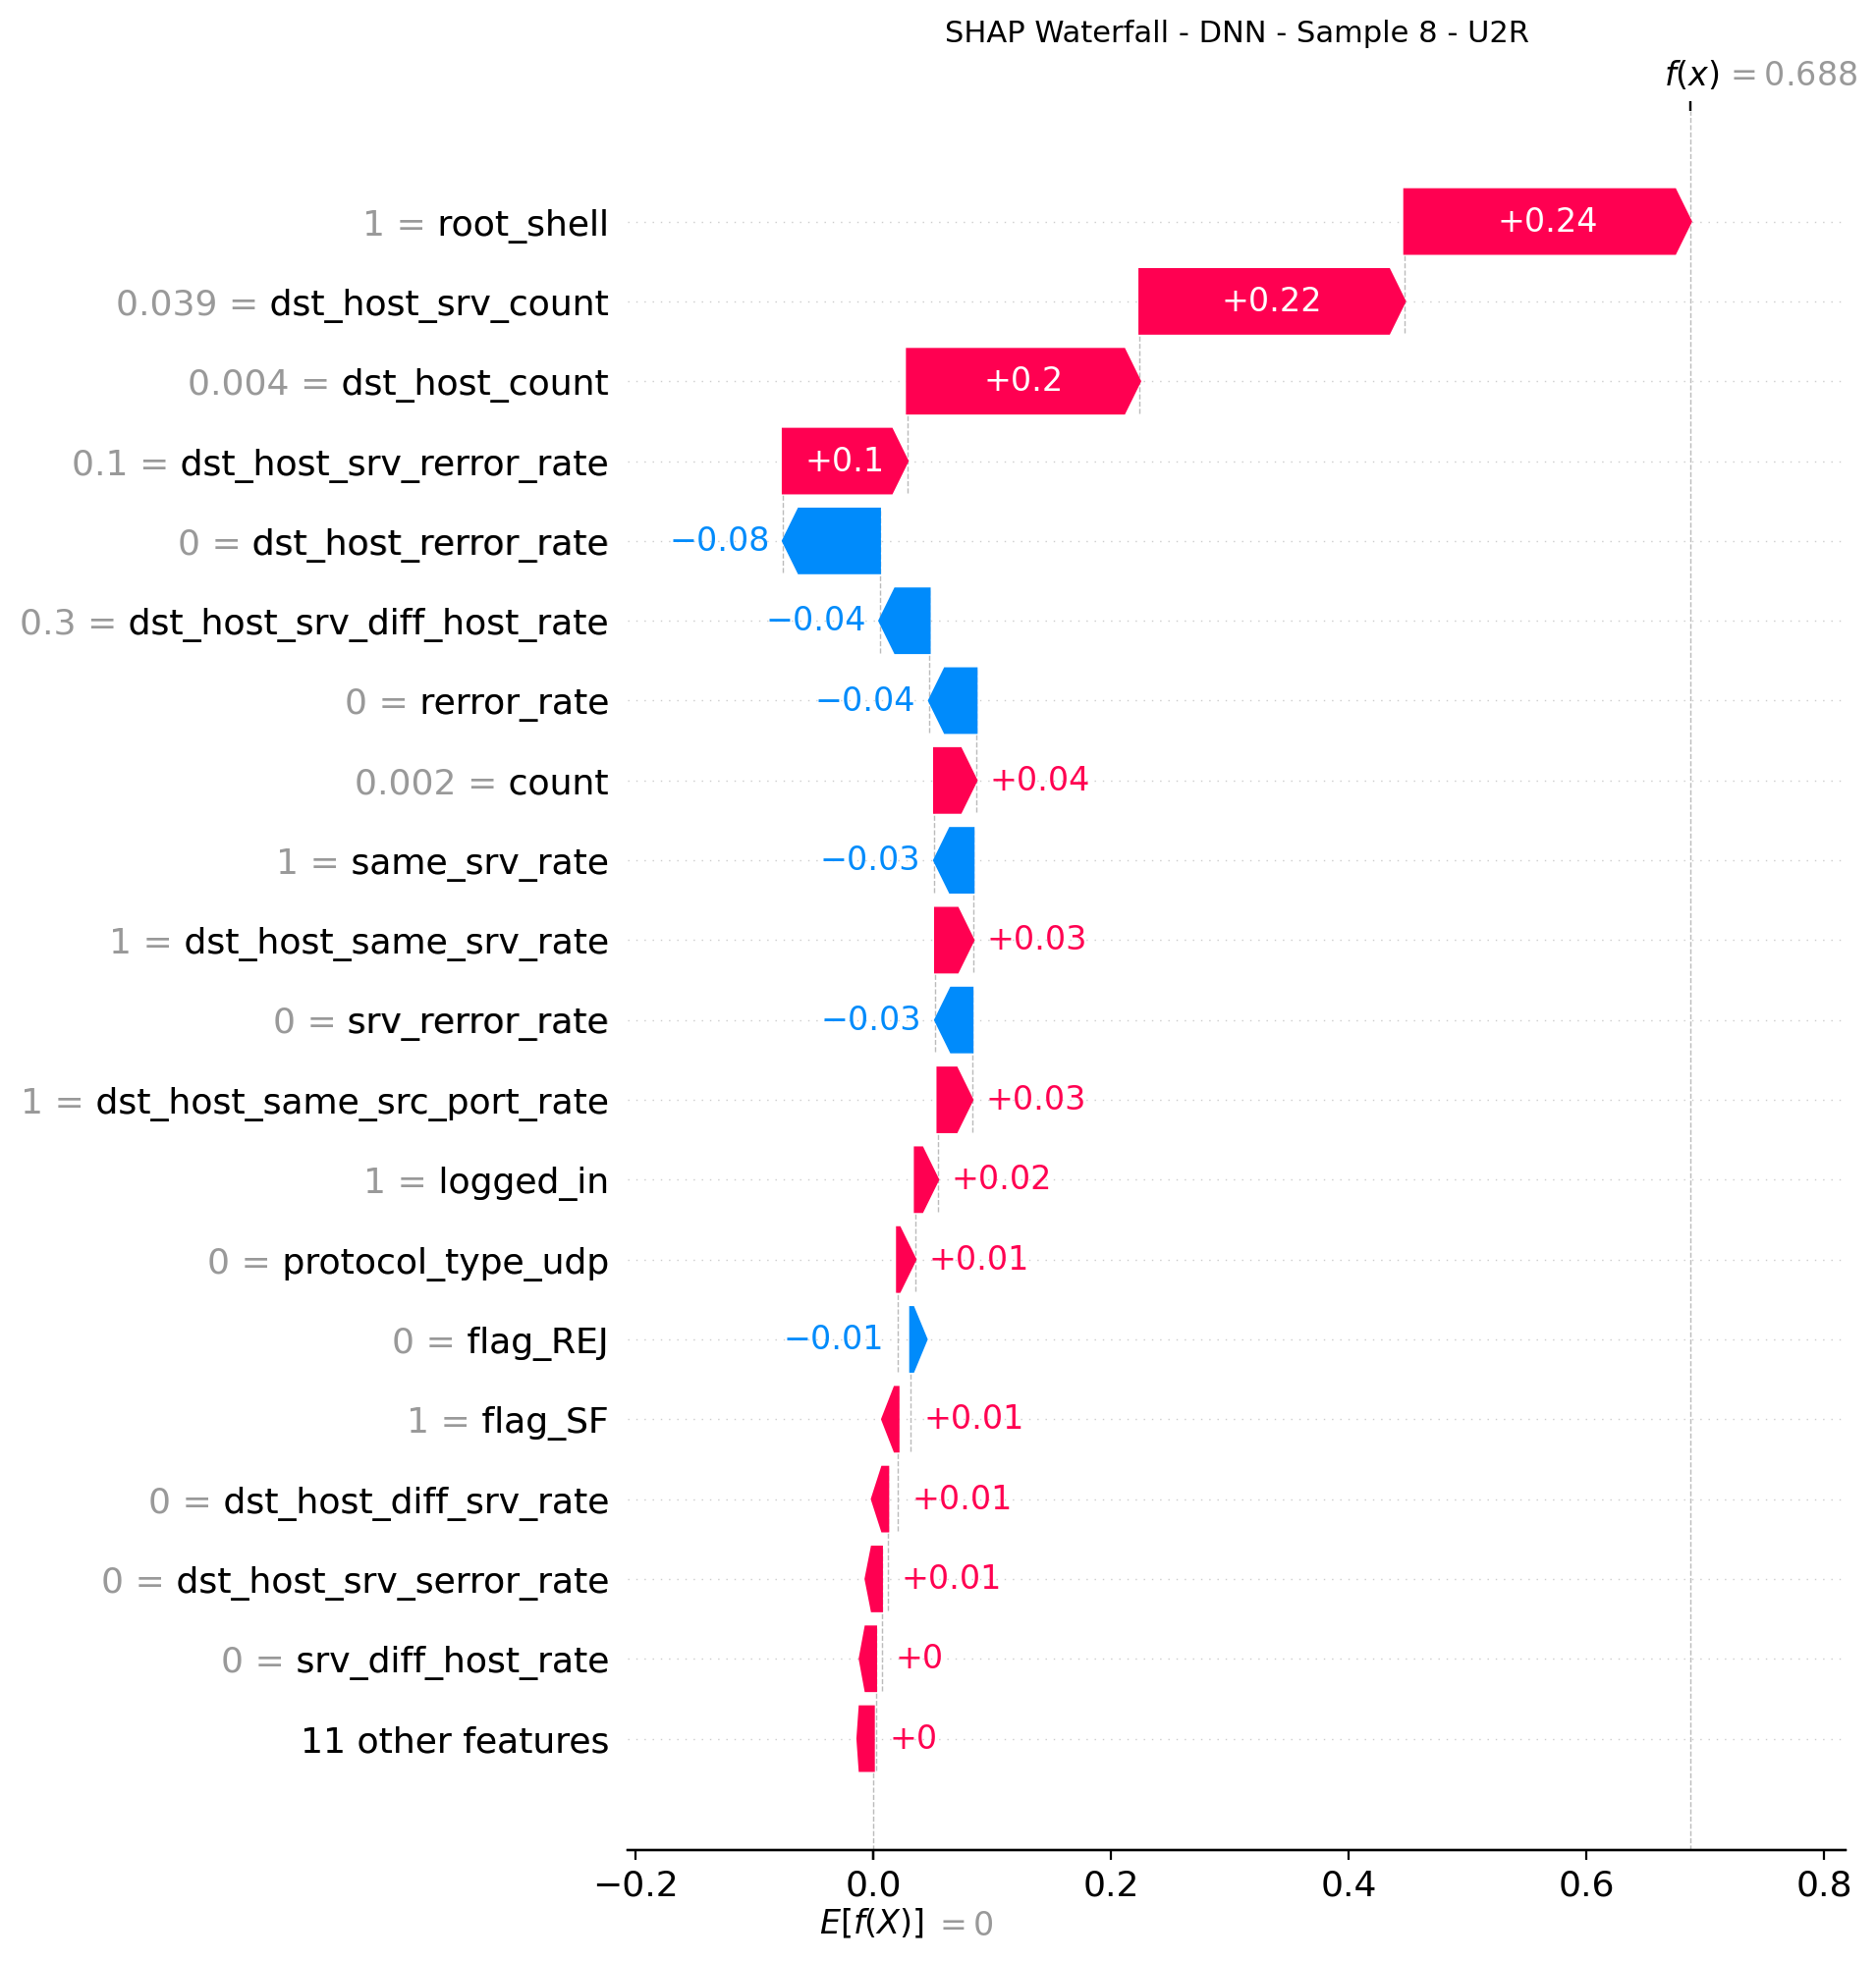 SHAP Waterfall - DNN - Sample 8 - U2R
f(x) = 0.688
1 = root_shell +0.24
0.039 = dst_host_srv_count +0.22
0.004 = dst_host_count +0.2
0.1 = dst_host_srv_rerror_rate +0.1
0 = dst_host_rerror_rate −0.08
0.3 = dst_host_srv_diff_host_rate −0.04
0 = rerror_rate −0.04
0.002 = count +0.04
1 = same_srv_rate −0.03
1 = dst_host_same_srv_rate +0.03
0 = srv_rerror_rate −0.03
1 = dst_host_same_src_port_rate +0.03
1 = logged_in +0.02
0 = protocol_type_udp +0.01
0 = flag_REJ −0.01
1 = flag_SF +0.01
0 = dst_host_diff_srv_rate +0.01
0 = dst_host_srv_serror_rate +0.01
0 = srv_diff_host_rate +0
11 other features +0
−0.2 0.0 0.2 0.4 0.6 0.8
E[f(X)] = 0